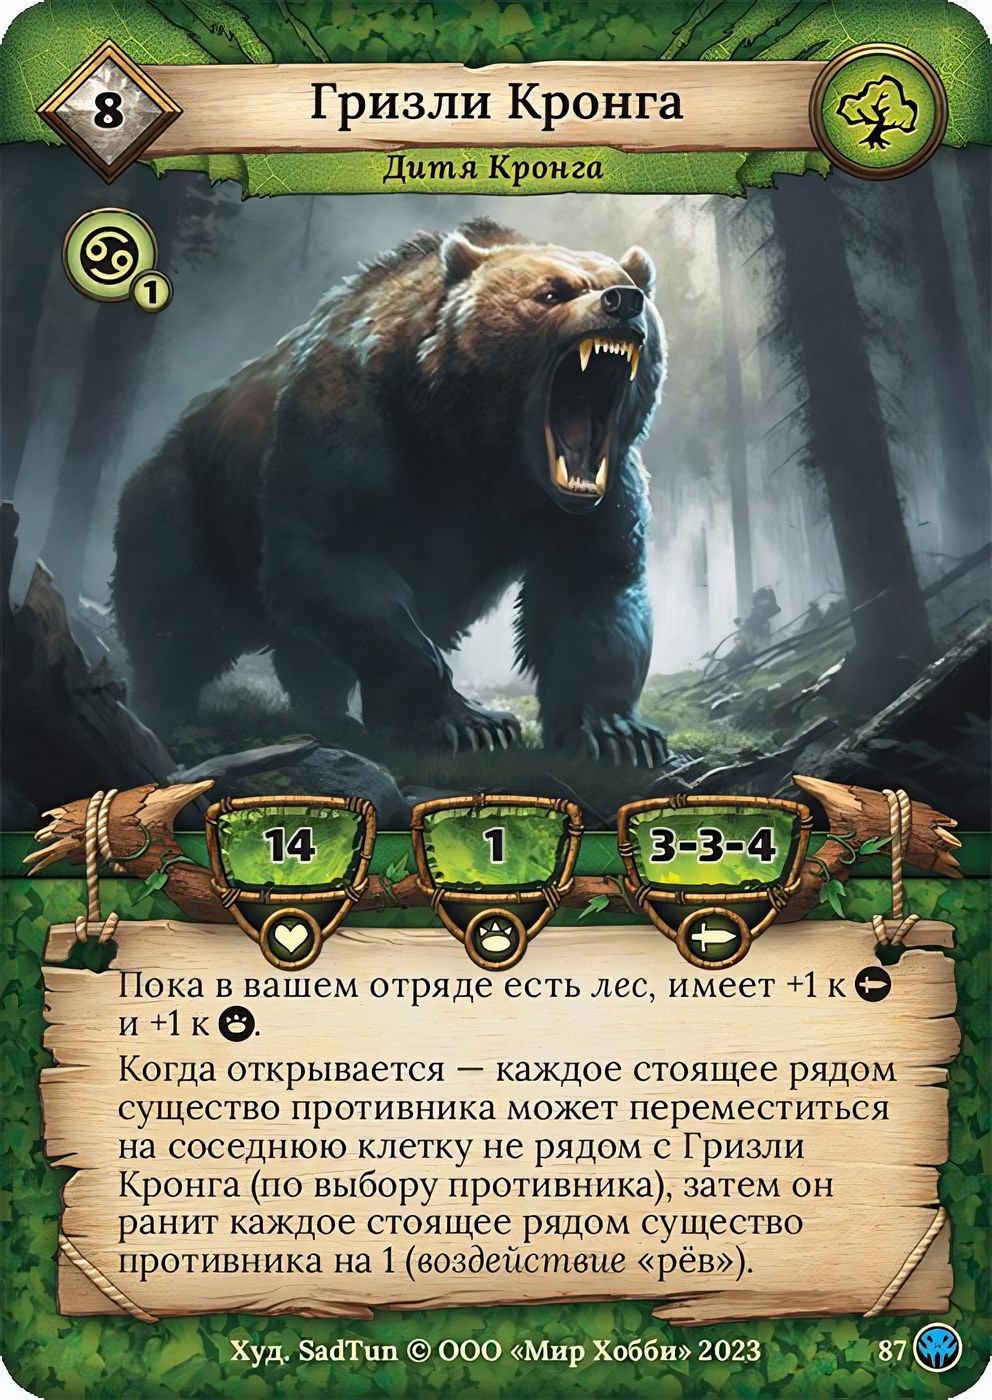 8
Гризли Кронга
Дитя Кронга
1
14
1
3-3-4
Пока в вашем отряде есть лес, имеет +1 к
и +1 к .
Когда открывается — каждое стоящее рядом
существо противника может переместиться
на соседнюю клетку не рядом с Гризли
Кронга (по выбору противника), затем он
ранит каждое стоящее рядом существо
противника на 1 (воздействие «рёв»).
Худ. SadTun © ООО «Мир Хобби» 2023
87